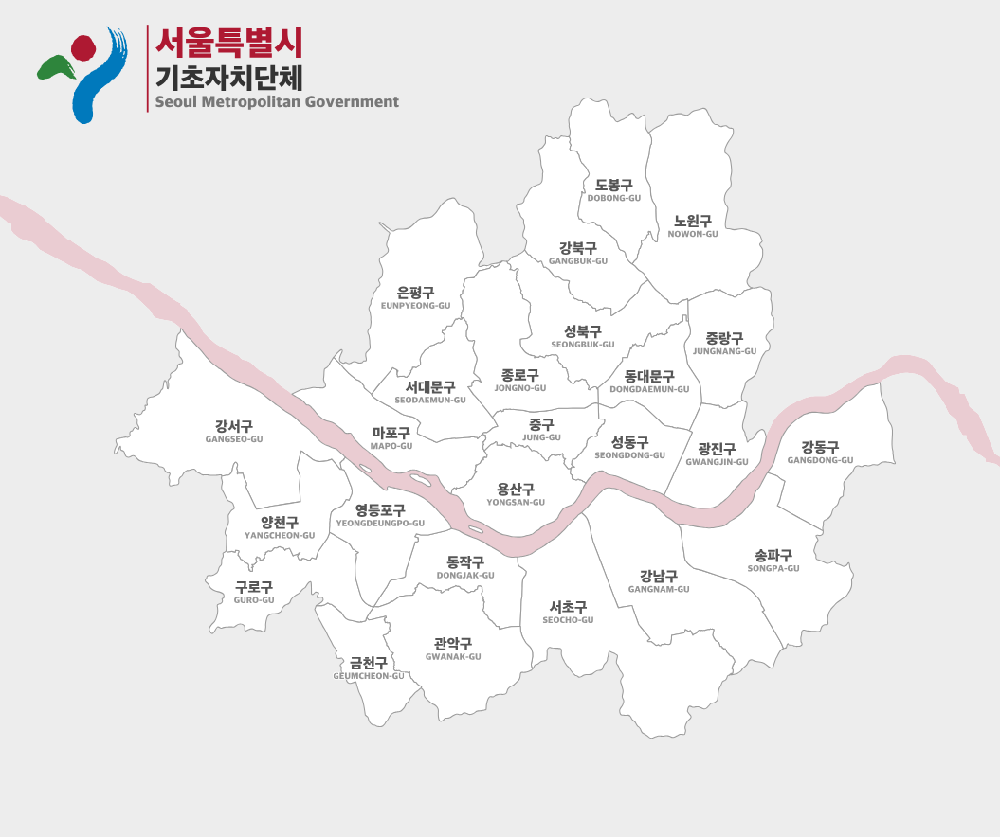 서울특별시
기초자치단체
Seoul Metropolitan Government
도봉구
DOBONG-GU
노원구
NOWON-GU
강북구
GANGBUK-GU
은평구
EUNPYEONG-GU
성북구
SEONGBUK-GU
중랑구
JUNGNANG-GU
종로구
JONGNO-GU
동대문구
DONGDAEMUN-GU
서대문구
SEODAEMUN-GU
강서구
GANGSEO-GU
마포구
MAPO-GU
중구
JUNG-GU
성동구
SEONGDONG-GU
광진구
GWANGJIN-GU
강동구
GANGDONG-GU
용산구
YONGSAN-GU
양천구
YANGCHEON-GU
영등포구
YEONGDEUNGPO-GU
동작구
DONGJAK-GU
송파구
SONGPA-GU
구로구
GURO-GU
강남구
GANGNAM-GU
서초구
SEOCHO-GU
관악구
GWANAK-GU
금천구
GEUMCHEON-GU